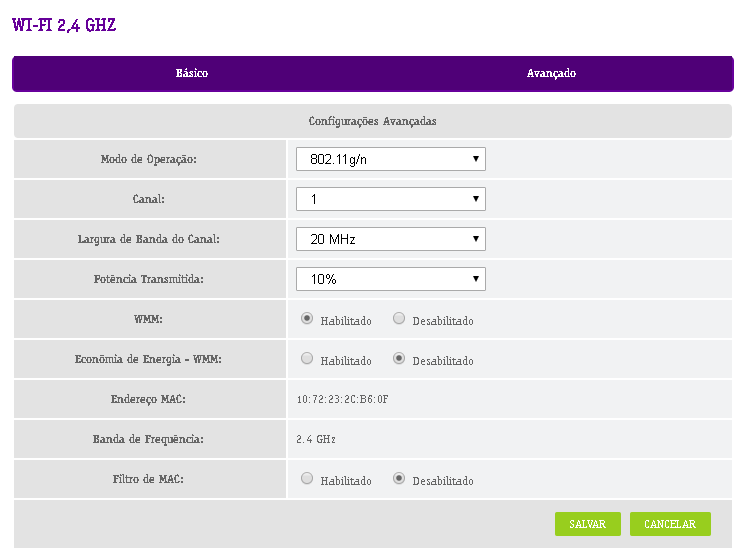 WI-FI 2,4 GHZ
Básico Avançado
Configurações Avançadas
Modo de Operação: 802.11g/n
Canal: 1
Largura de Banda do Canal: 20 MHz
Potência Transmitida: 10%
WMM: Habilitado Desabilitado
Econômia de Energia - WMM: Habilitado Desabilitado
Endereço MAC: 10:72:23:2C:B6:0F
Banda de Frequência: 2.4 GHz
Filtro de MAC: Habilitado Desabilitado
SALVAR CANCELAR